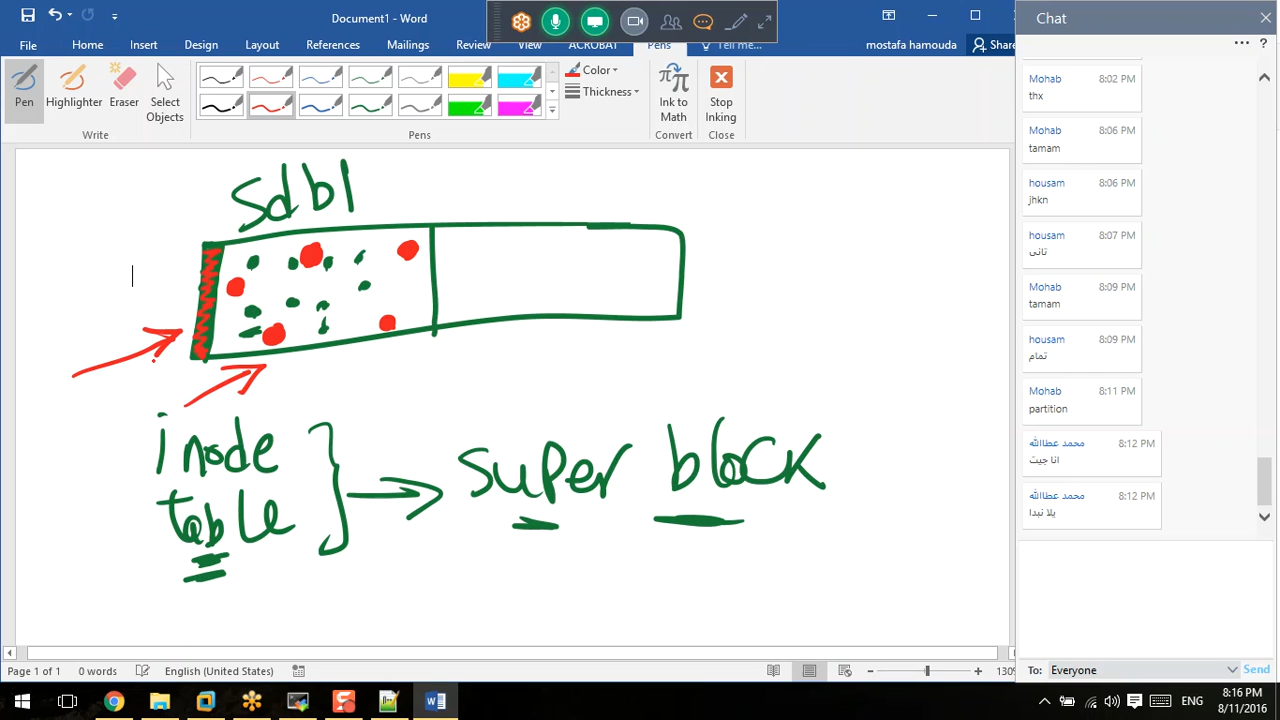 Document1 - Word
mostafa hamouda
Share
File
Home
Insert
Design
Layout
References
Mailings
Review
View
ACROBAT
Pens
Tell me...
Pen
Highlighter
Eraser
Select Objects
Color
Thickness
Ink to Math
Stop Inking
Write
Pens
Convert
Close
sdb1
inode
table
super block
Chat
?
Mohab 8:02 PM
thx
Mohab 8:06 PM
tamam
housam 8:06 PM
jhkn
housam 8:07 PM
تانى
Mohab 8:09 PM
tamam
housam 8:09 PM
تمام
Mohab 8:11 PM
partition
محمد عطاالله 8:12 PM
انا جيت
محمد عطاالله 8:12 PM
يلا نبدا
To: Everyone Send
Page 1 of 1 0 words English (United States) 130%
ENG 8:16 PM
8/11/2016